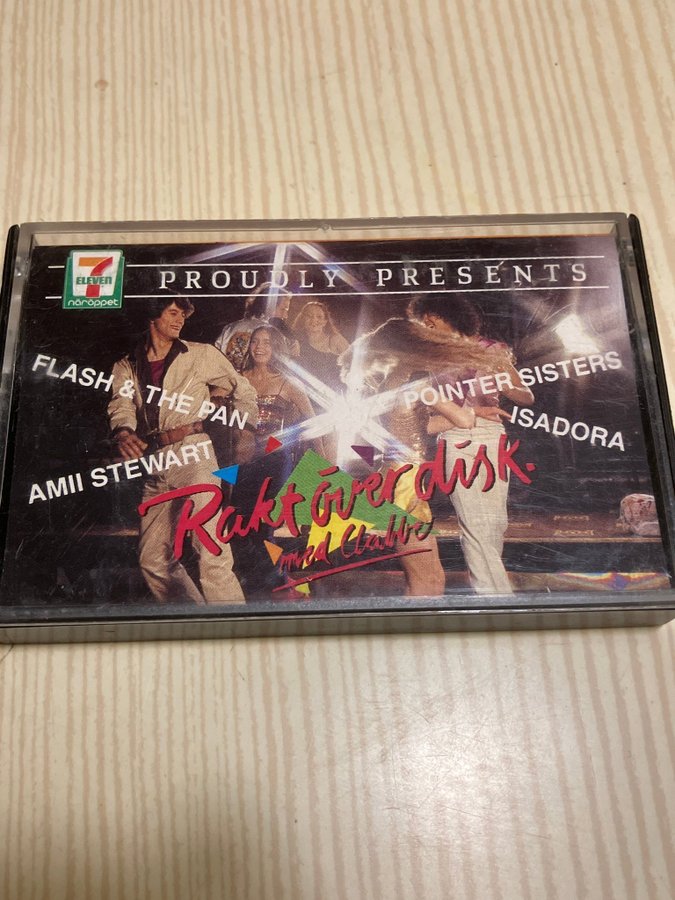 7
ELEVEN
näröppet
PROUDLY PRESENTS
FLASH & THE PAN
POINTER SISTERS
ISADORA
AMII STEWART
Rakt över disk.
med Clabbe